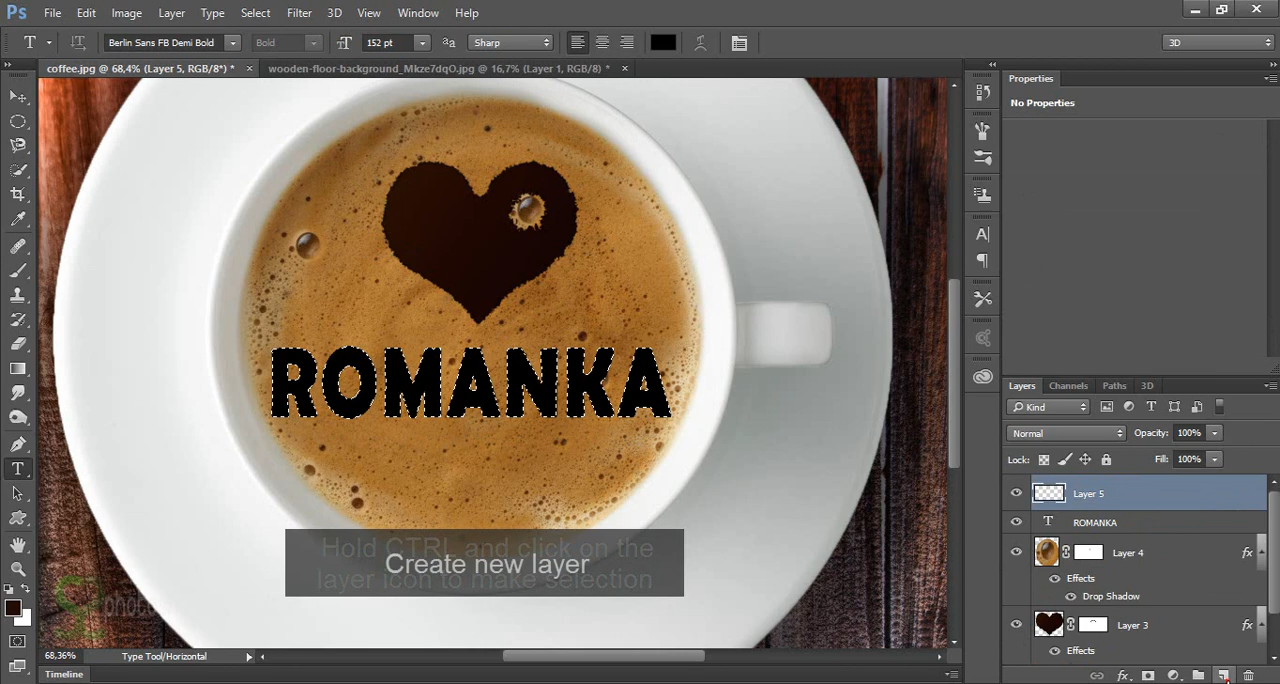 Ps File Edit Image Layer Type Select Filter 3D View Window Help
T Berlin Sans FB Demi Bold Bold 152 pt Sharp 3D
coffee.jpg @ 68,4% (Layer 5, RGB/8*) * wooden-floor-background_Mkze7dqO.jpg @ 16,7% (Layer 1, RGB/8) *
Properties
No Properties
ROMANKA
Hold CTRL and click on the
layer icon to make selection
Create new layer
Layers Channels Paths 3D
Kind
Normal Opacity: 100%
Lock: Fill: 100%
Layer 5
T ROMANKA
Layer 4 fx
Effects
Drop Shadow
Layer 3 fx
Effects
68,36% Type Tool/Horizontal
Timeline